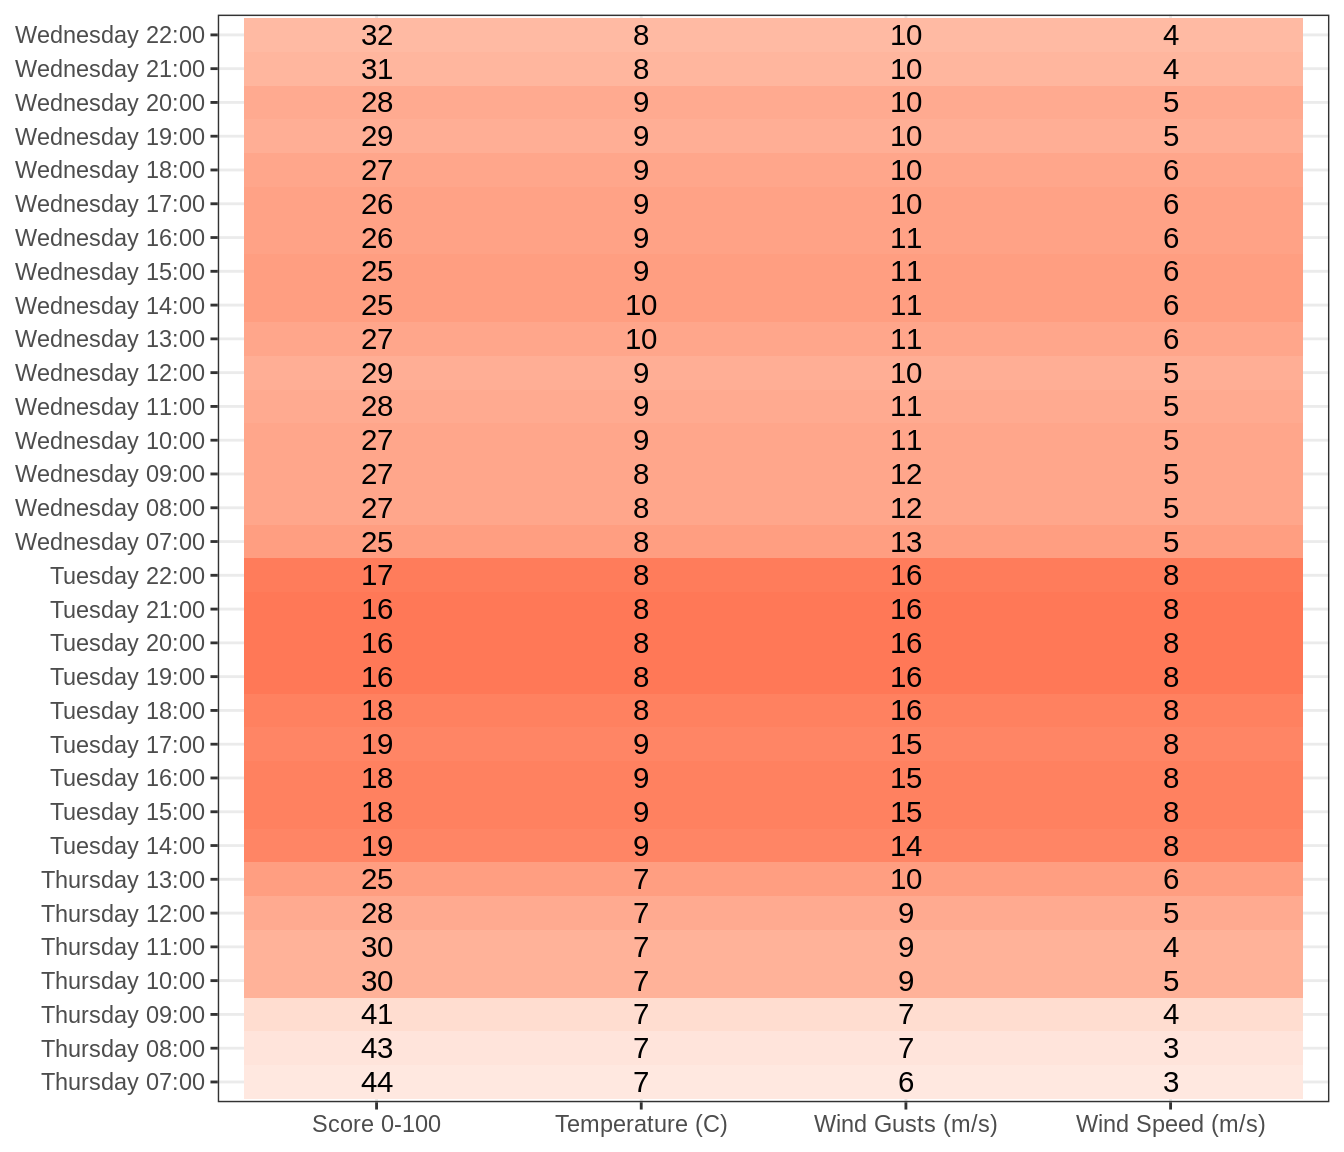 Wednesday 22:00 32 8 10 4
Wednesday 21:00 31 8 10 4
Wednesday 20:00 28 9 10 5
Wednesday 19:00 29 9 10 5
Wednesday 18:00 27 9 10 6
Wednesday 17:00 26 9 10 6
Wednesday 16:00 26 9 11 6
Wednesday 15:00 25 9 11 6
Wednesday 14:00 25 10 11 6
Wednesday 13:00 27 10 11 6
Wednesday 12:00 29 9 10 5
Wednesday 11:00 28 9 11 5
Wednesday 10:00 27 9 11 5
Wednesday 09:00 27 8 12 5
Wednesday 08:00 27 8 12 5
Wednesday 07:00 25 8 13 5
Tuesday 22:00 17 8 16 8
Tuesday 21:00 16 8 16 8
Tuesday 20:00 16 8 16 8
Tuesday 19:00 16 8 16 8
Tuesday 18:00 18 8 16 8
Tuesday 17:00 19 9 15 8
Tuesday 16:00 18 9 15 8
Tuesday 15:00 18 9 15 8
Tuesday 14:00 19 9 14 8
Thursday 13:00 25 7 10 6
Thursday 12:00 28 7 9 5
Thursday 11:00 30 7 9 4
Thursday 10:00 30 7 9 5
Thursday 09:00 41 7 7 4
Thursday 08:00 43 7 7 3
Thursday 07:00 44 7 6 3
Score 0-100 Temperature (C) Wind Gusts (m/s) Wind Speed (m/s)